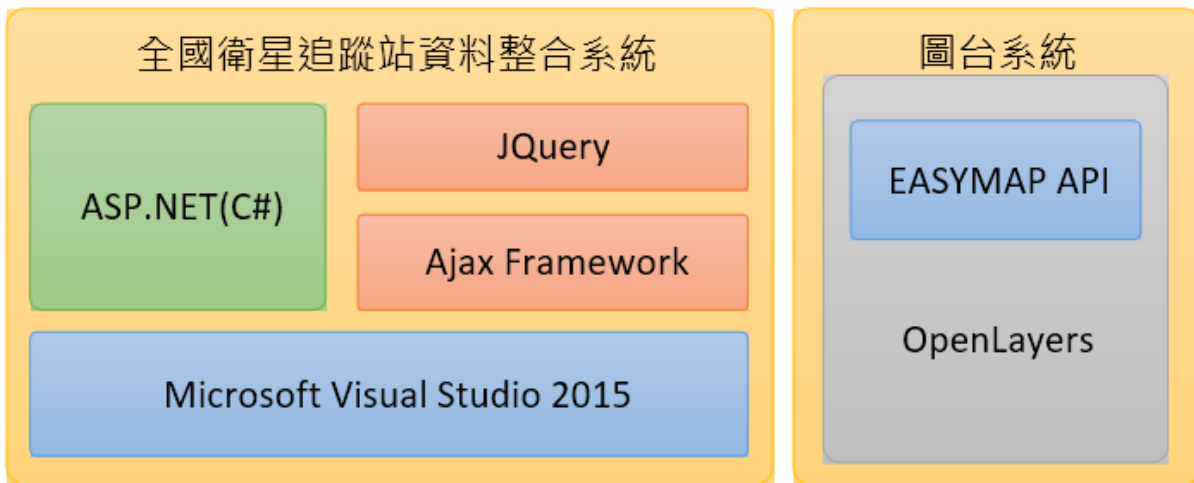 全國衛星追蹤站資料整合系統
ASP.NET(C#)
JQuery
Ajax Framework
Microsoft Visual Studio 2015
圖台系統
EASYMAP API
OpenLayers